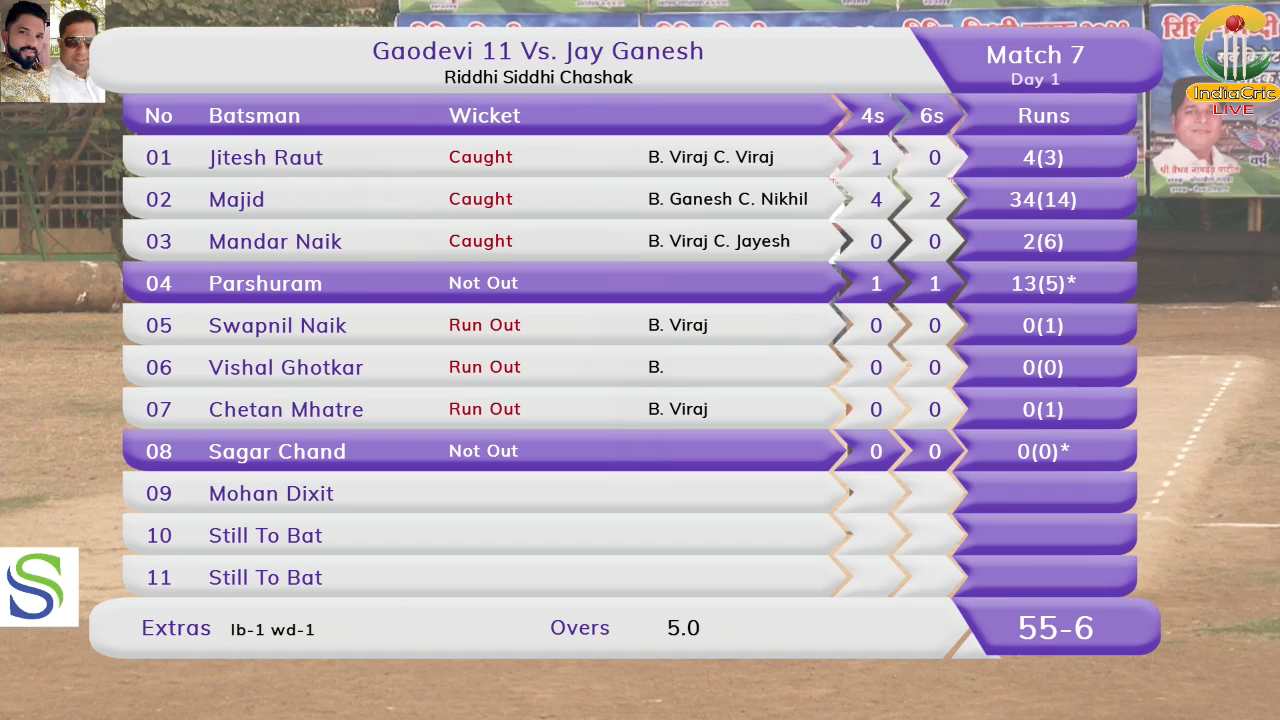 Gaodevi 11 Vs. Jay Ganesh
Riddhi Siddhi Chashak
Match 7
Day 1
IndiaCric
LIVE
No Batsman Wicket 4s 6s Runs
01 Jitesh Raut Caught B. Viraj C. Viraj 1 0 4(3)
02 Majid Caught B. Ganesh C. Nikhil 4 2 34(14)
03 Mandar Naik Caught B. Viraj C. Jayesh 0 0 2(6)
04 Parshuram Not Out 1 1 13(5)*
05 Swapnil Naik Run Out B. Viraj 0 0 0(1)
06 Vishal Ghotkar Run Out B. 0 0 0(0)
07 Chetan Mhatre Run Out B. Viraj 0 0 0(1)
08 Sagar Chand Not Out 0 0 0(0)*
09 Mohan Dixit
10 Still To Bat
11 Still To Bat
Extras lb-1 wd-1 Overs 5.0 55-6